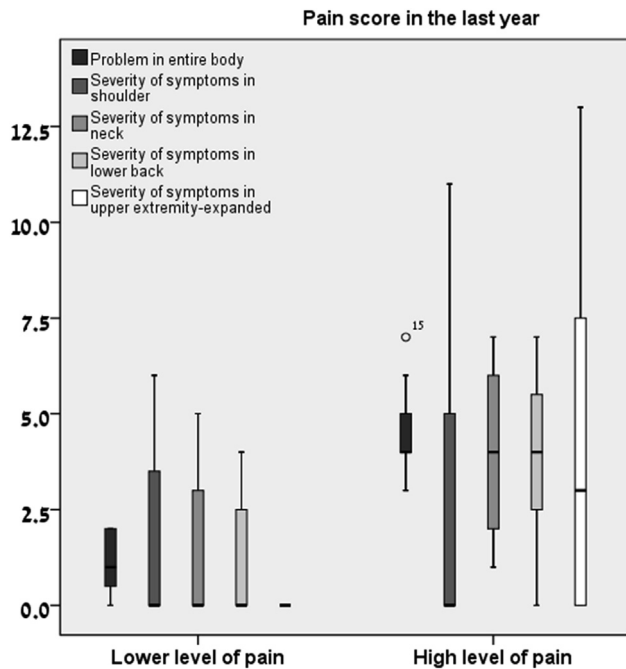 Pain score in the last year
Problem in entire body
Severity of symptoms in
shoulder
Severity of symptoms in
neck
Severity of symptoms in
lower back
Severity of symptoms in
upper extremity-expanded
12.5
10.0
7.5
15
5.0
2.5
0.0
Lower level of pain
High level of pain